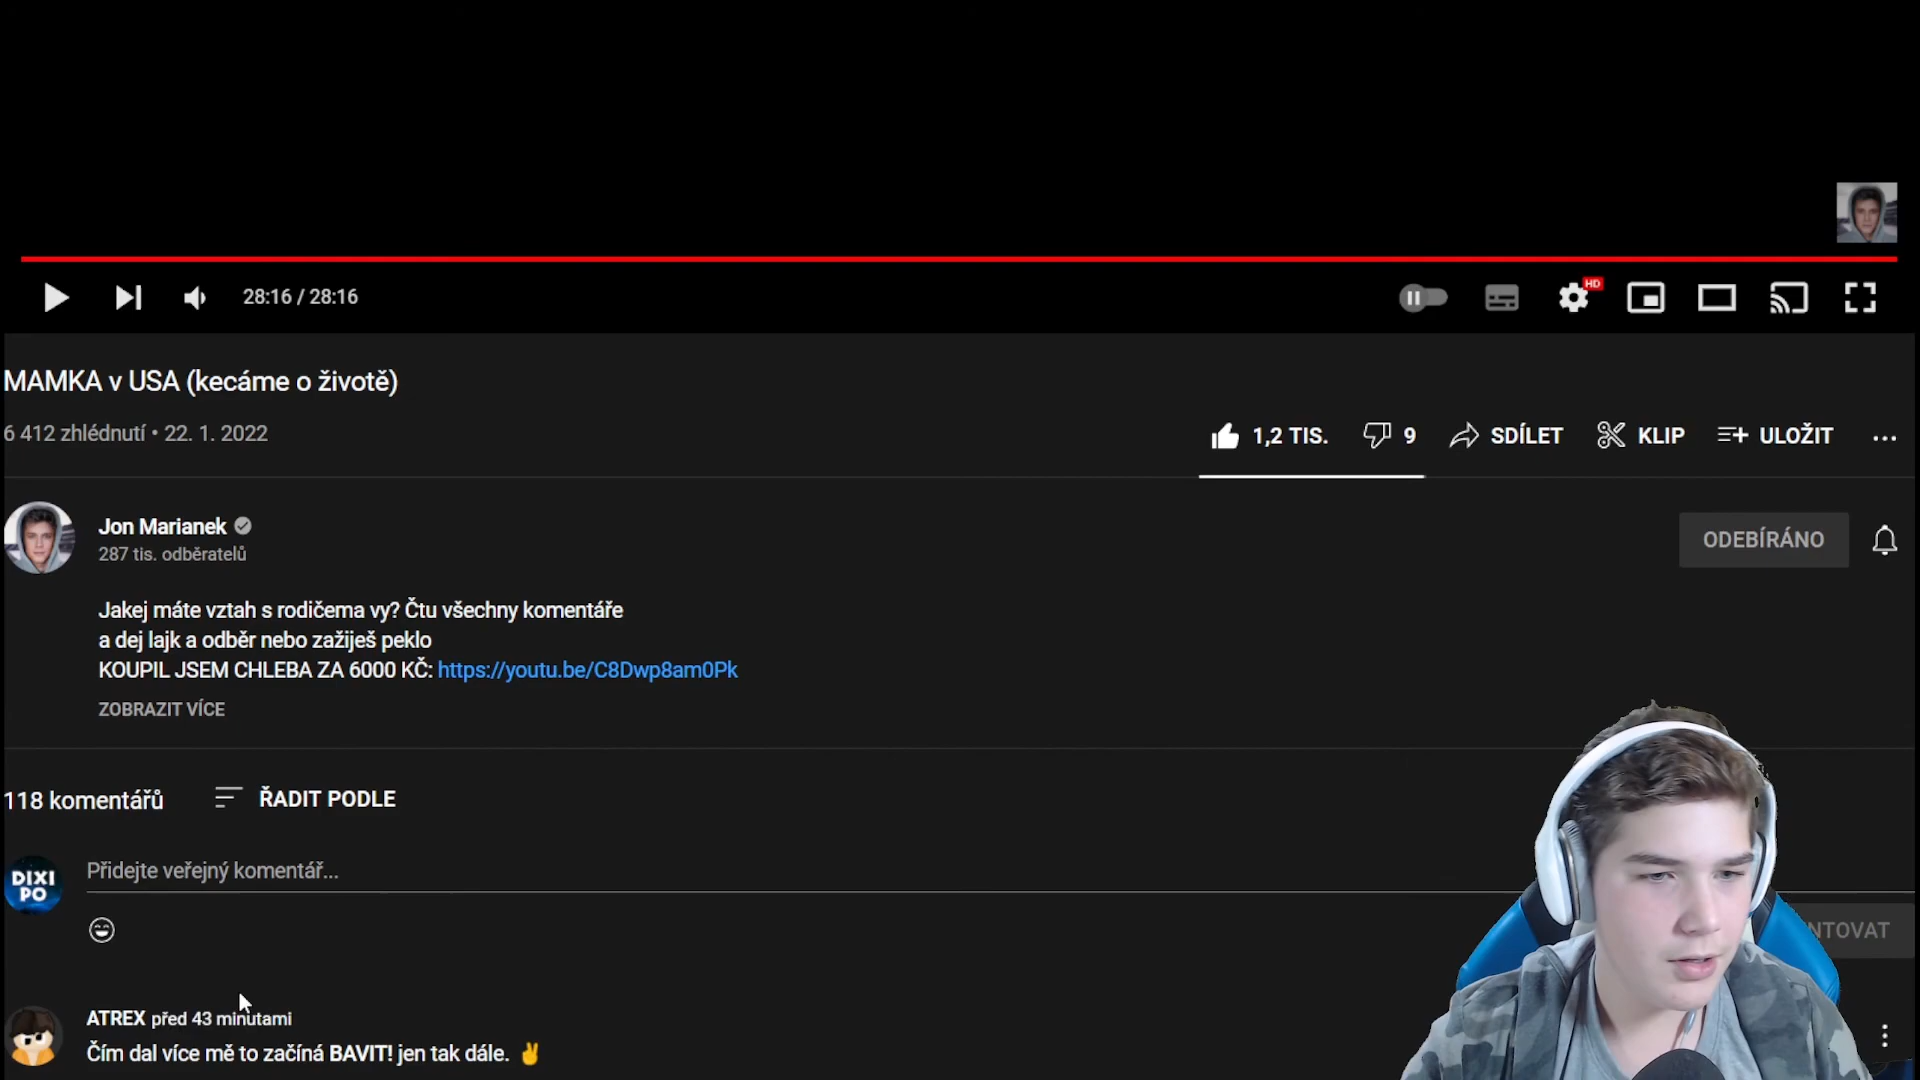 HD
28:16 / 28:16
MAMKA v USA (kecáme o životě)
6 412 zhlédnutí • 22. 1. 2022
1,2 TIS. 9 SDÍLET KLIP ULOŽIT
Jon Marianek
287 tis. odběratelů
ODEBÍRÁNO
Jakej máte vztah s rodičema vy? Čtu všechny komentáře
a dej lajk a odběr nebo zažiješ peklo
KOUPIL JSEM CHLEBA ZA 6000 KČ: https://youtu.be/C8Dwp8am0Pk
ZOBRAZIT VÍCE
118 komentářů ŘADIT PODLE
DIXI
PO
Přidejte veřejný komentář...
NTOVAT
ATREX před 43 minutami
Čím dal více mě to začíná BAVIT! jen tak dále. ✌